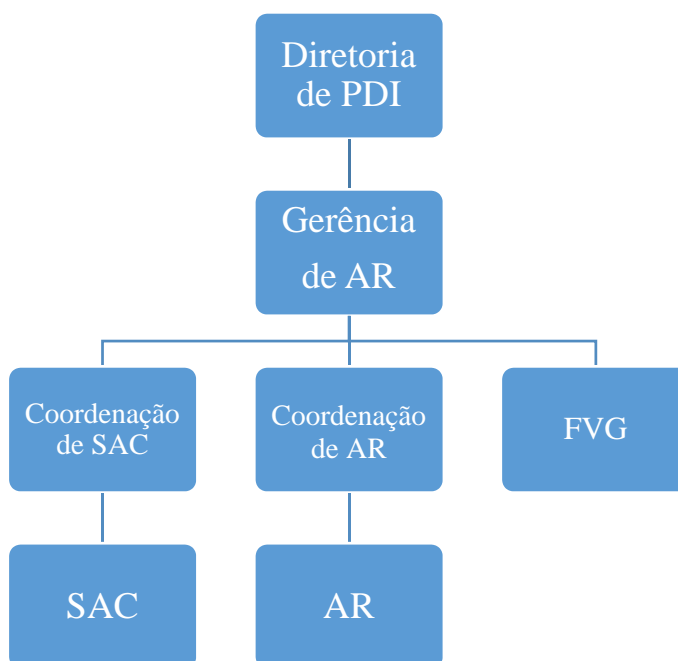 Diretoria
de PDI
Gerência
de AR
Coordenação
de SAC
Coordenação
de AR
FVG
SAC
AR